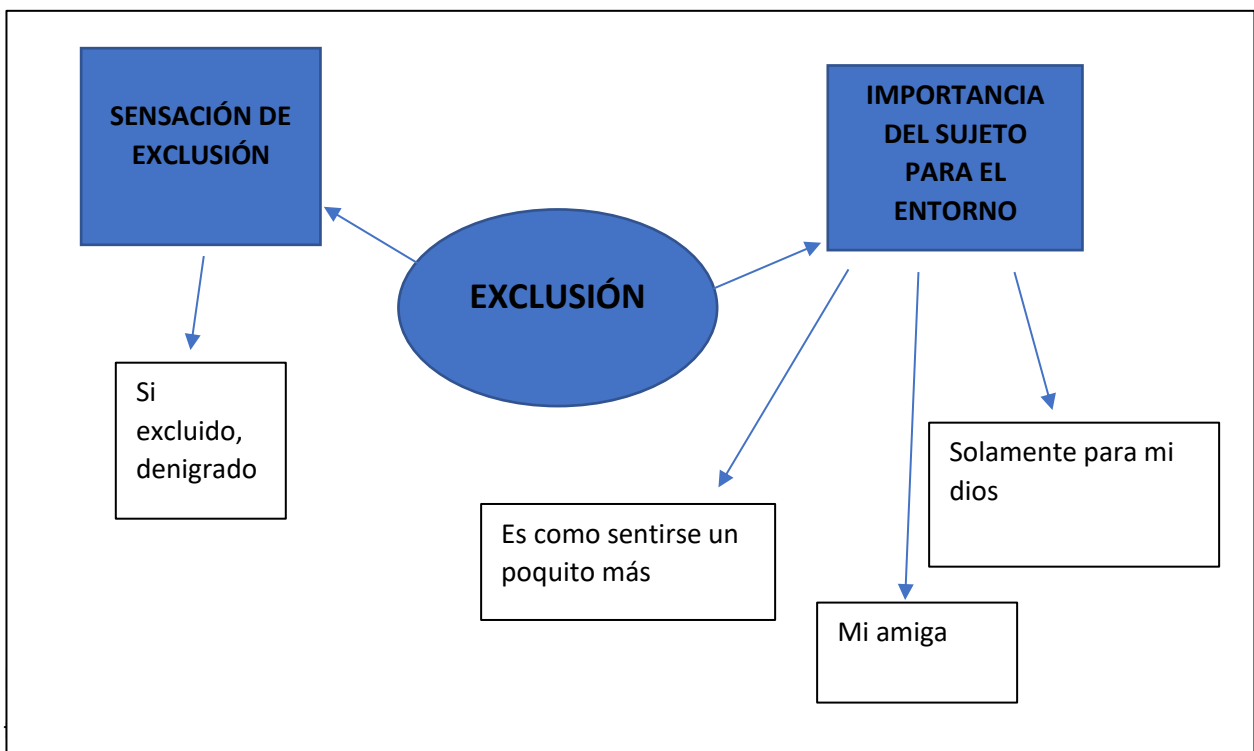 SENSACIÓN DE
EXCLUSIÓN
IMPORTANCIA
DEL SUJETO
PARA EL
ENTORNO
EXCLUSIÓN
Si
excluido,
denigrado
Solamente para mi
dios
Es como sentirse un
poquito más
Mi amiga